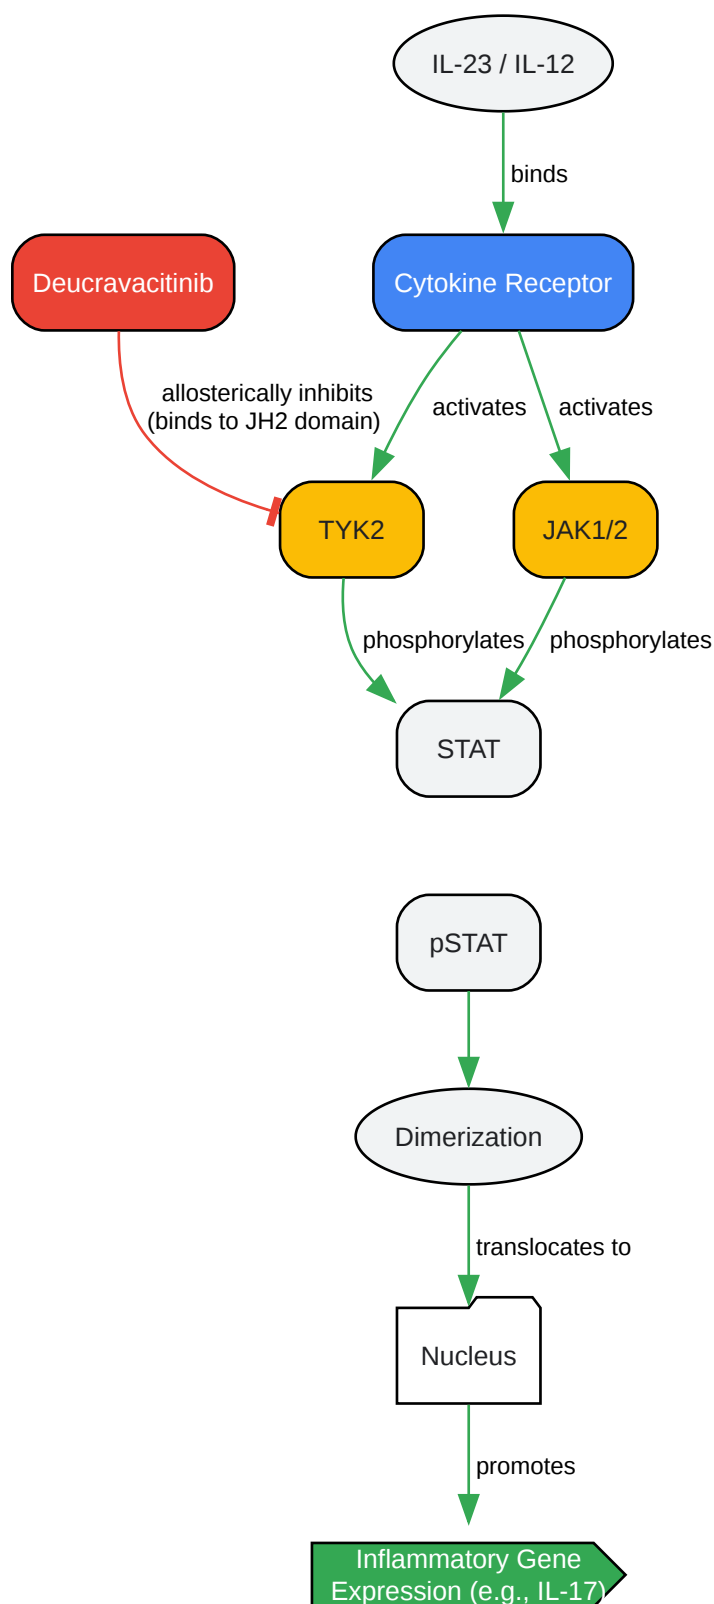 IL-23 / IL-12
binds
Deucravacitinib
Cytokine Receptor
allosterically inhibits
(binds to JH2 domain)
activates
activates
TYK2
JAK1/2
phosphorylates
phosphorylates
STAT
pSTAT
Dimerization
translocates to
Nucleus
promotes
Inflammatory Gene
Expression (e.g., IL-17)